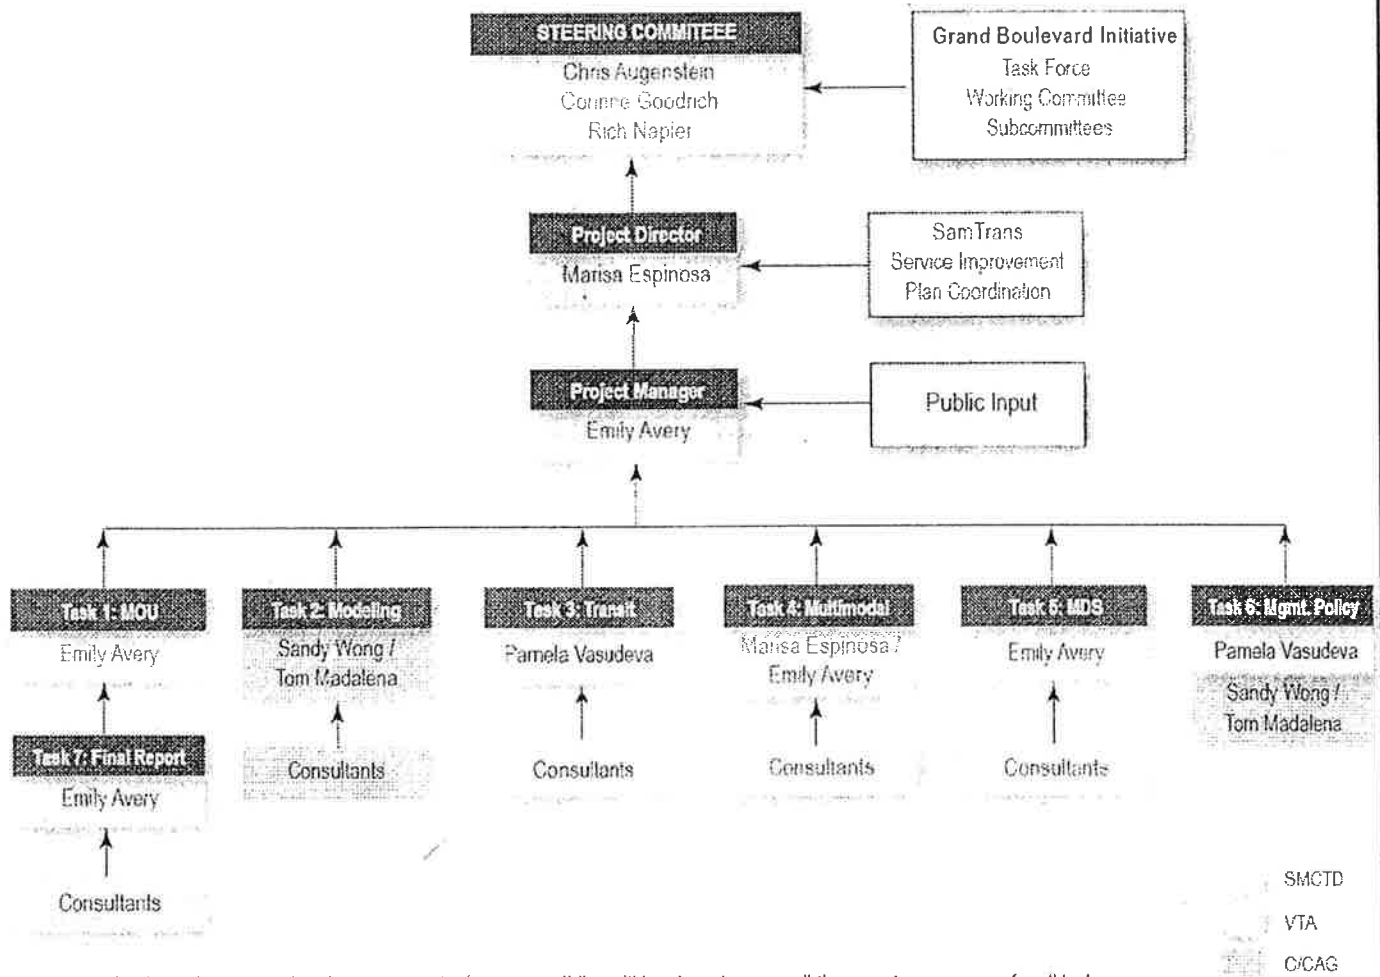 STEERING COMMITEEE
Chris Augenstein
Corinne Goodrich
Rich Napier
Grand Boulevard Initiative
Task Force
Working Committee
Subcommittees
Project Director
Marisa Espinosa
SamTrans
Service Improvement
Plan Coordination
Project Manager
Emily Avery
Public Input
Task 1: MOU
Emily Avery
Task 7: Final Report
Emily Avery
Consultants
Task 2: Modeling
Sandy Wong /
Tom Madalena
Consultants
Task 3: Transit
Pamela Vasudeva
Consultants
Task 4: Multimodal
Marisa Espinosa /
Emily Avery
Consultants
Task 5: MDS
Emily Avery
Consultants
Task 6: Mgmt. Policy
Pamela Vasudeva
Sandy Wong /
Tom Madalena
SMCTD
VTA
C/CAG